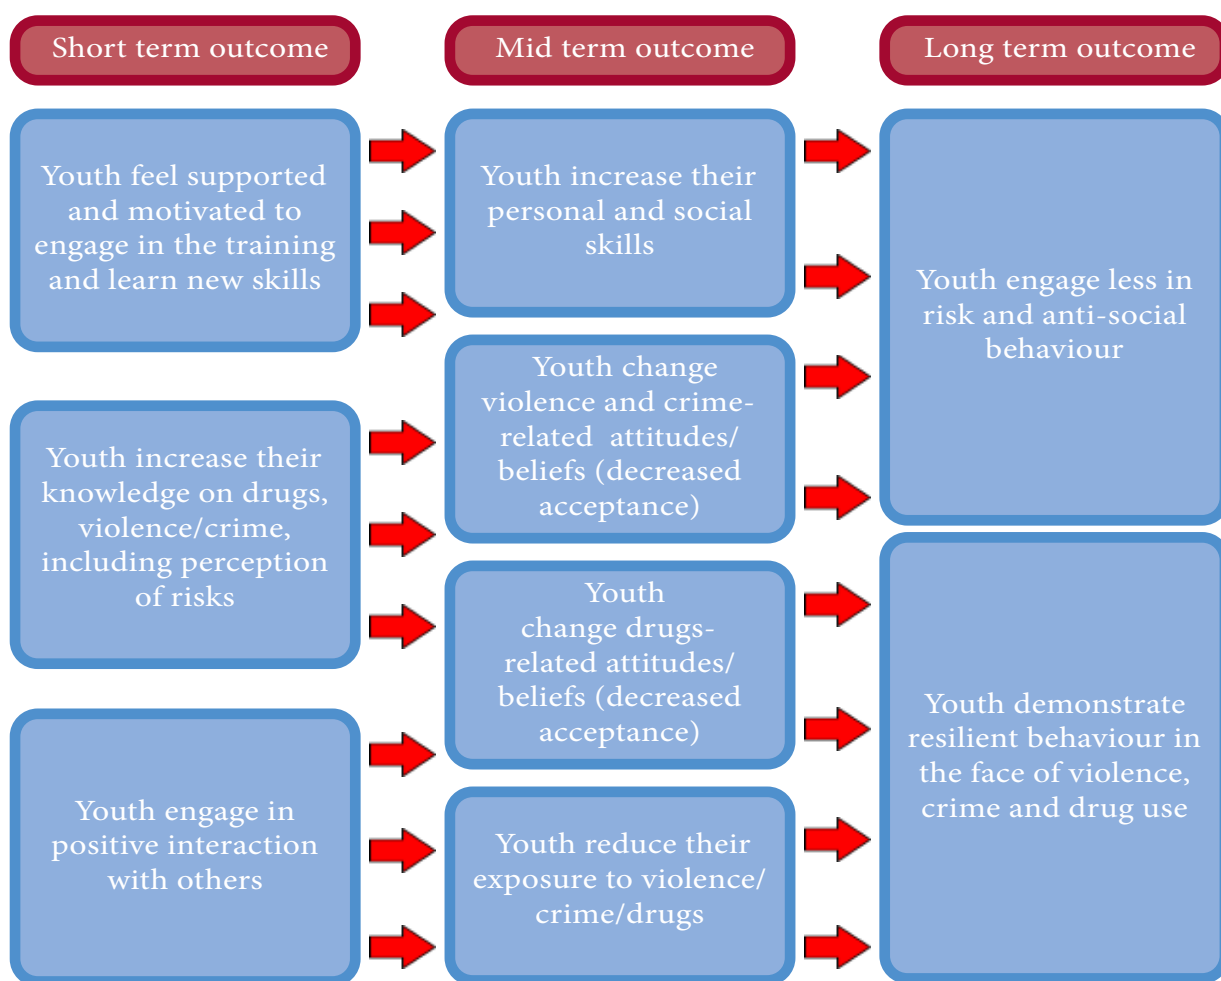 Short term outcome
Mid term outcome
Long term outcome
Youth feel supported
and motivated to
engage in the training
and learn new skills
Youth increase their
knowledge on drugs,
violence/crime,
including perception
of risks
Youth engage in
positive interaction
with others
Youth increase their
personal and social
skills
Youth change
violence and crime-
related attitudes/
beliefs (decreased
acceptance)
Youth
change drugs-
related attitudes/
beliefs (decreased
acceptance)
Youth reduce their
exposure to violence/
crime/drugs
Youth engage less in
risk and anti-social
behaviour
Youth demonstrate
resilient behaviour in
the face of violence,
crime and drug use